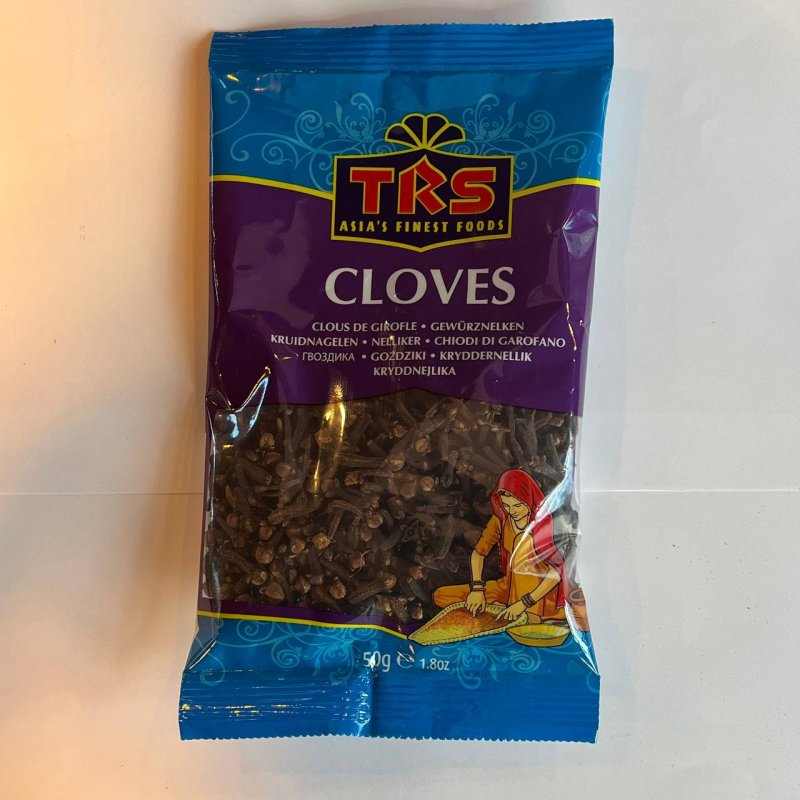 TRS
ASIA'S FINEST FOODS
CLOVES
CLOUS DE GIROFLE • GEWÜRZNELKEN
KRUIDNAGELEN • NELLIKER • CHIODI DI GAROFANO
ГВОЗДИКА • GOŹDZIKI • KRYDDERNELLIK
KRYDDNEJLIKA
50g ℮ 1.8oz